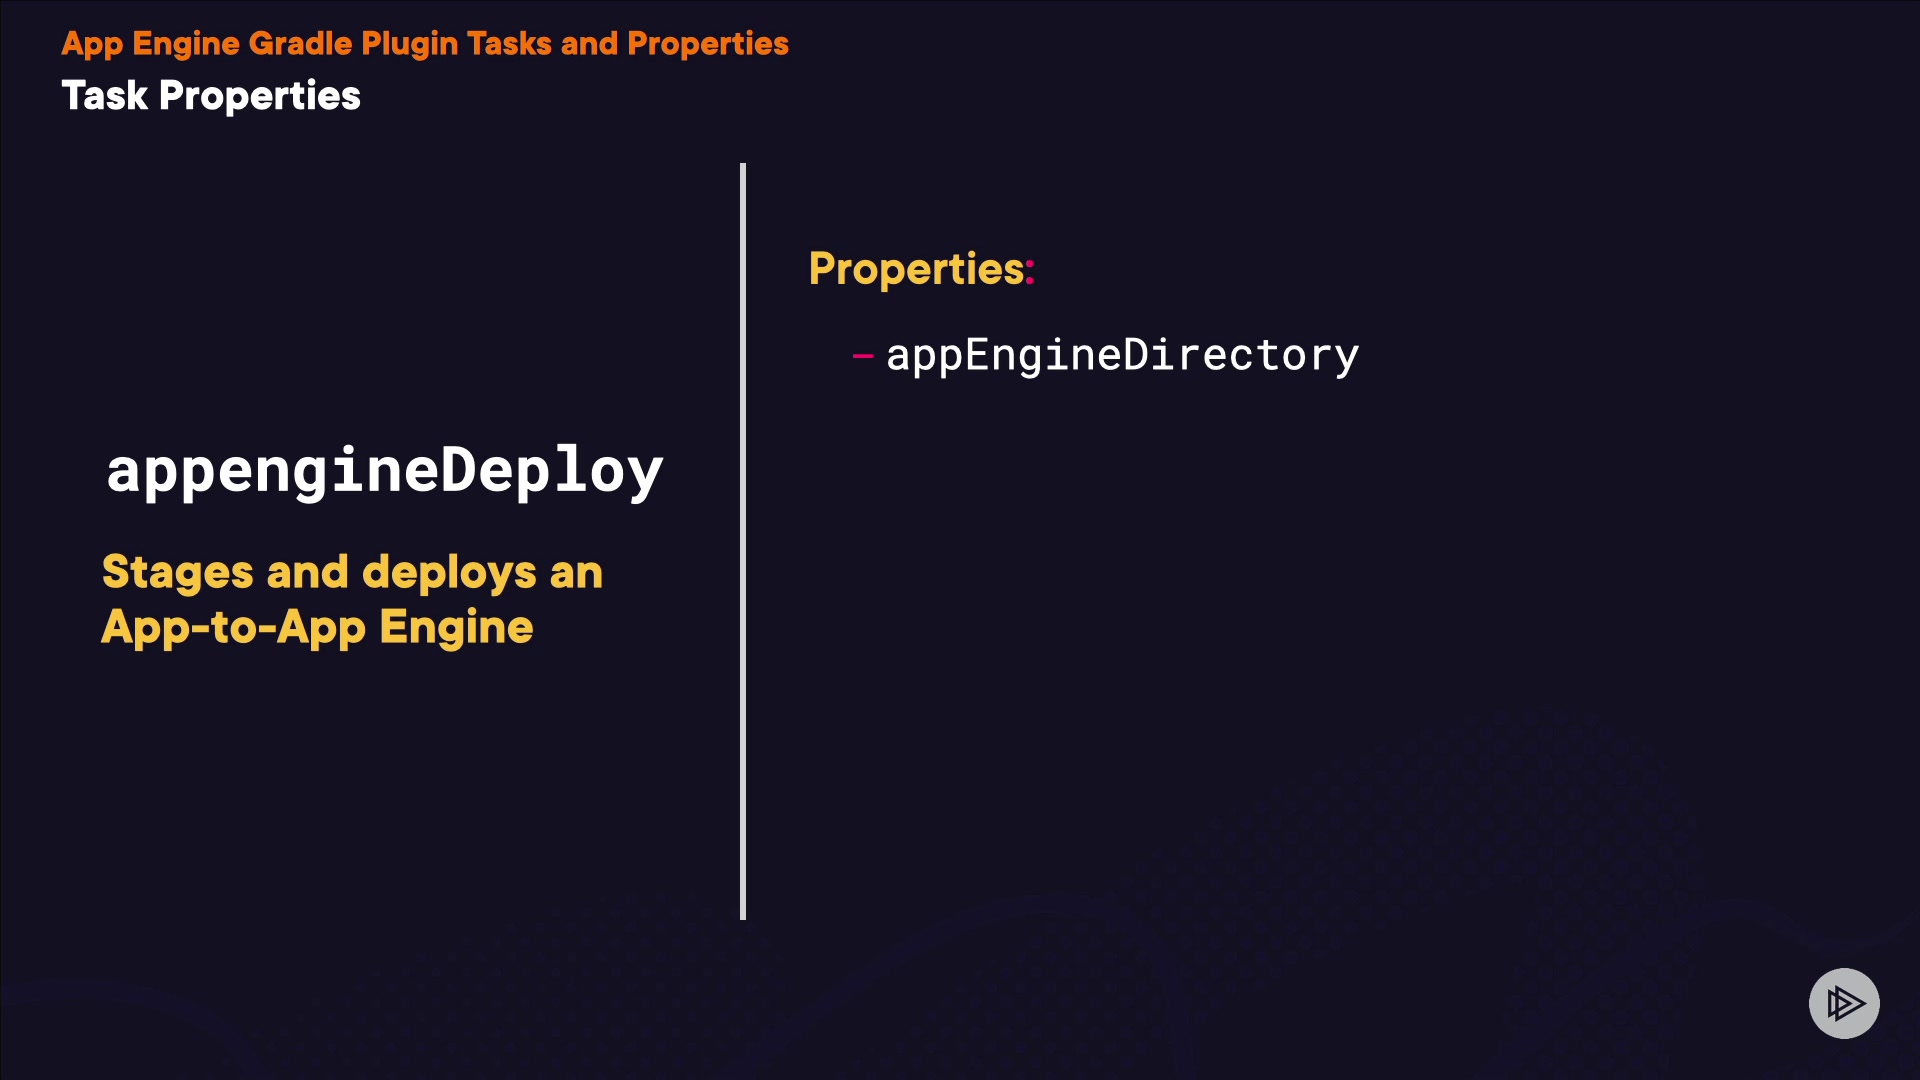 App Engine Gradle Plugin Tasks and Properties
Task Properties
appengineDeploy
Stages and deploys an
App-to-App Engine
Properties:
– appEngineDirectory